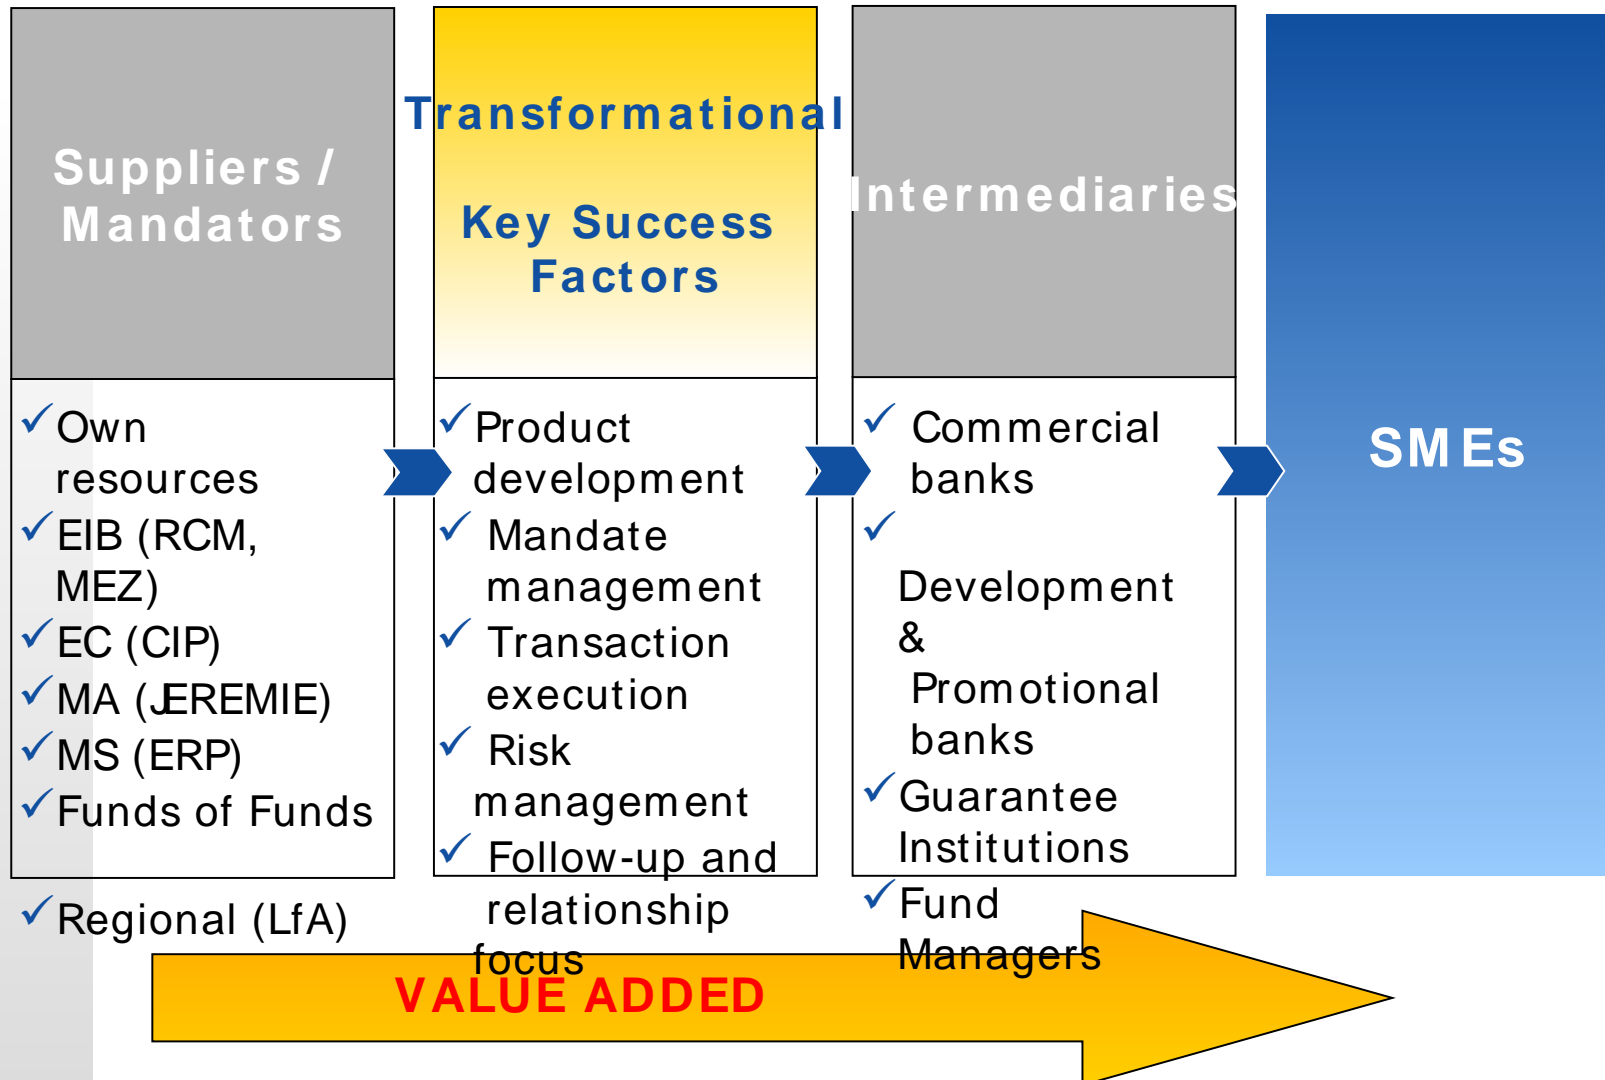 Suppliers /
Mandators
Own
resources
EIB (RCM,
MEZ)
EC (CIP)
MA (JEREMIE)
MS (ERP)
Funds of Funds
Regional (LfA)
Transformational
Key Success
Factors
Product
development
Mandate
management
Transaction
execution
Risk
management
Follow-up and
relationship
focus
Intermediaries
Commercial
banks
Development
&
Promotional
banks
Guarantee
Institutions
Fund
Managers
SMEs
VALUE ADDED